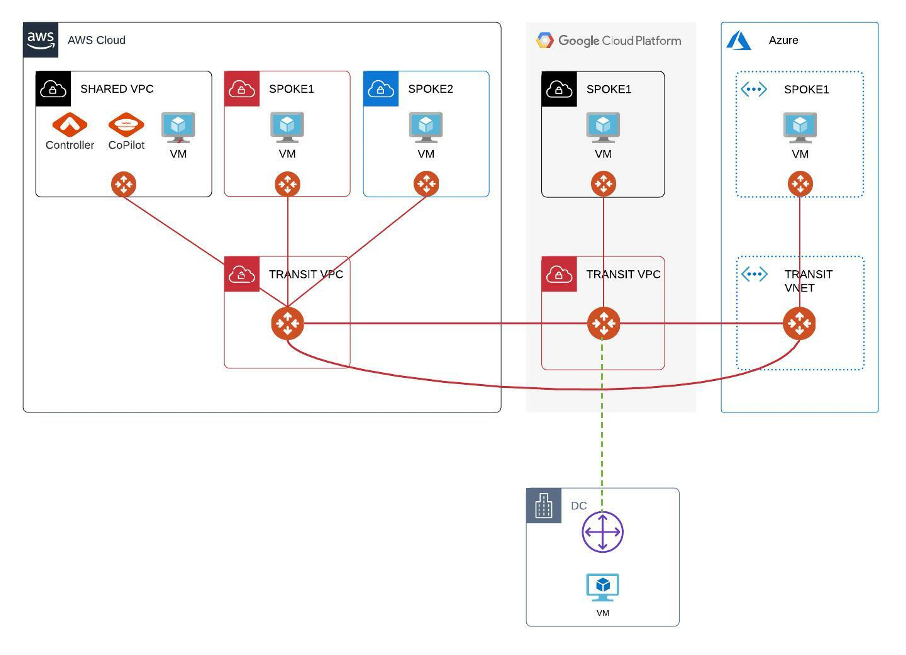 aws
AWS Cloud
Google Cloud Platform
Azure
SHARED VPC
SPOKE1
SPOKE2
SPOKE1
SPOKE1
Controller
CoPilot
VM
VM
VM
VM
VM
TRANSIT VPC
TRANSIT VPC
TRANSIT
VNET
DC
VM